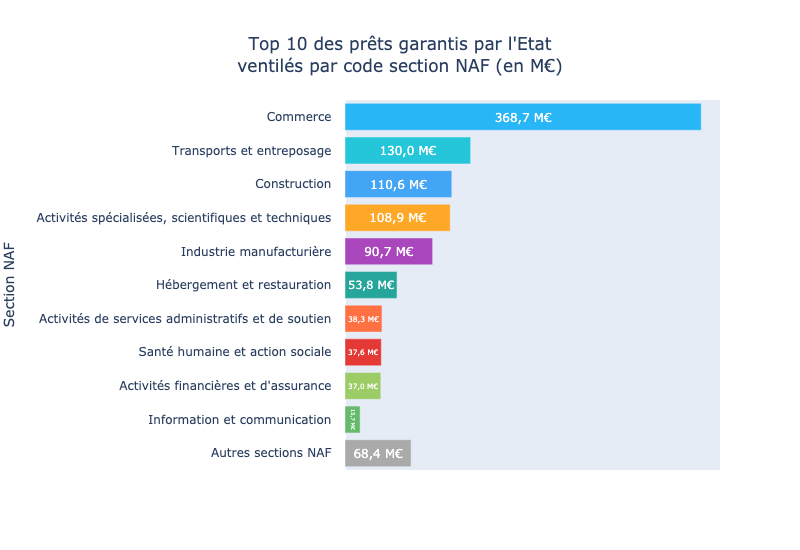 Top 10 des prêts garantis par l'Etat
ventilés par code section NAF (en M€)
Section NAF
Commerce 368,7 M€
Transports et entreposage 130,0 M€
Construction 110,6 M€
Activités spécialisées, scientifiques et techniques 108,9 M€
Industrie manufacturière 90,7 M€
Hébergement et restauration 53,8 M€
Activités de services administratifs et de soutien 38,3 M€
Santé humaine et action sociale 37,6 M€
Activités financières et d'assurance 37,0 M€
Information et communication M€
Autres sections NAF 68,4 M€